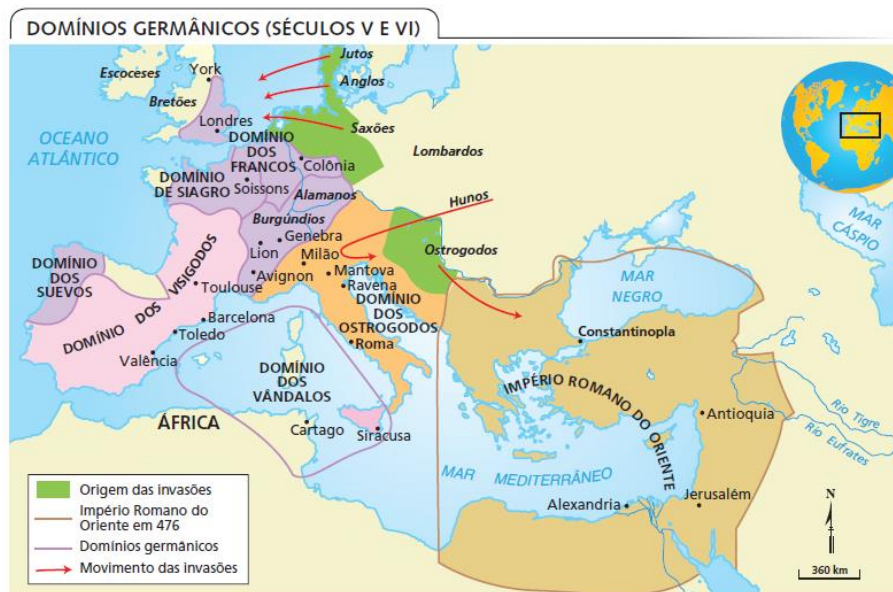 DOMÍNIOS GERMÂNICOS (SÉCULOS V E VI)
Jutos
Escoceses
York
Anglos
Bretões
Londres
Saxões
OCEANO
ATLÂNTICO
DOMÍNIO
DOS
FRANCOS
Colônia
Lombardos
DOMÍNIO
DE SIAGRO
Soissons
Alamanos
Hunos
MAR
CÁSPIO
Burgúndios
Genebra
Lion
Milão
Ostrogodos
DOMÍNIO
DOS
SUEVOS
Avignon
Mantova
Ravena
MAR
NEGRO
DOMÍNIO DOS VISIGODOS
Toulouse
DOMÍNIO
DOS
OSTROGODOS
Barcelona
Toledo
Roma
Constantinopla
Valência
DOMÍNIO
DOS
VÂNDALOS
IMPÉRIO ROMANO DO ORIENTE
ÁFRICA
Cartago
Siracusa
Antioquia
Rio Tigre
Rio Eufrates
MAR MEDITERRÂNEO
Alexandria
Jerusalém
Origem das invasões
Império Romano do
Oriente em 476
Domínios germânicos
Movimento das invasões
N
360 km